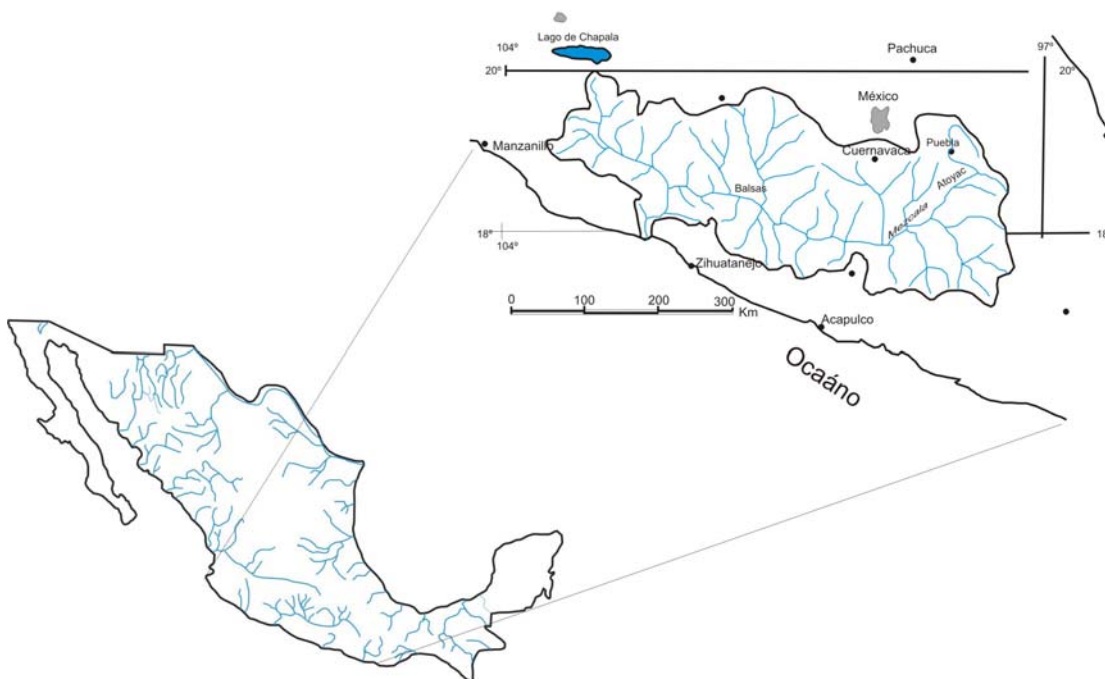 Lago de Chapala
104º
97º
Pachuca
20º
20º
México
Manzanillo
Cuernavaca
Puebla
Atoyac
Balsas
Mezcala
18º
104º
18
Zihuatanejo
0 100 200 300
Km
Acapulco
Ocaáno